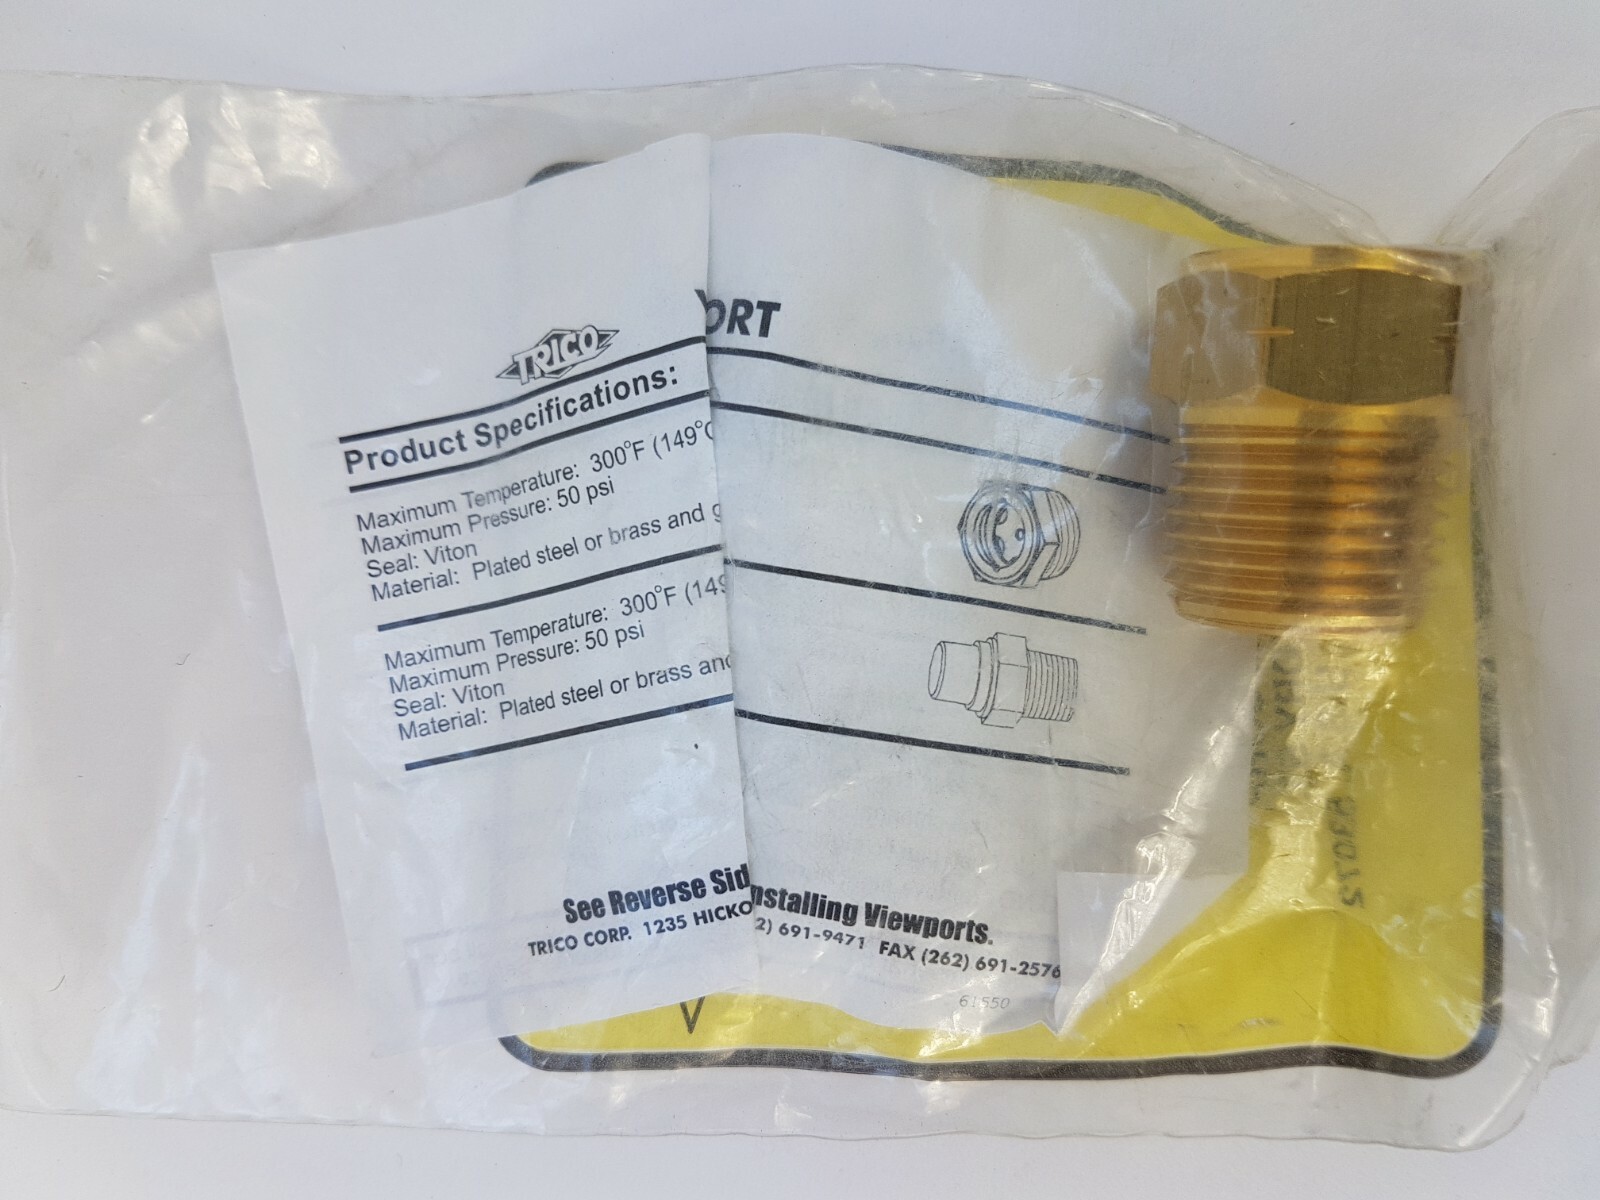 TRICO
ORT
Product Specifications:
Maximum Temperature: 300°F (149°C
Maximum Pressure: 50 psi
Seal: Viton
Material: Plated steel or brass and g
Maximum Temperature: 300°F (149
Maximum Pressure: 50 psi
Seal: Viton
Material: Plated steel or brass and
See Reverse Sid nstalling Viewports.
TRICO CORP. 1235 HICKO 2) 691-9471 FAX (262) 691-2576
61550
V